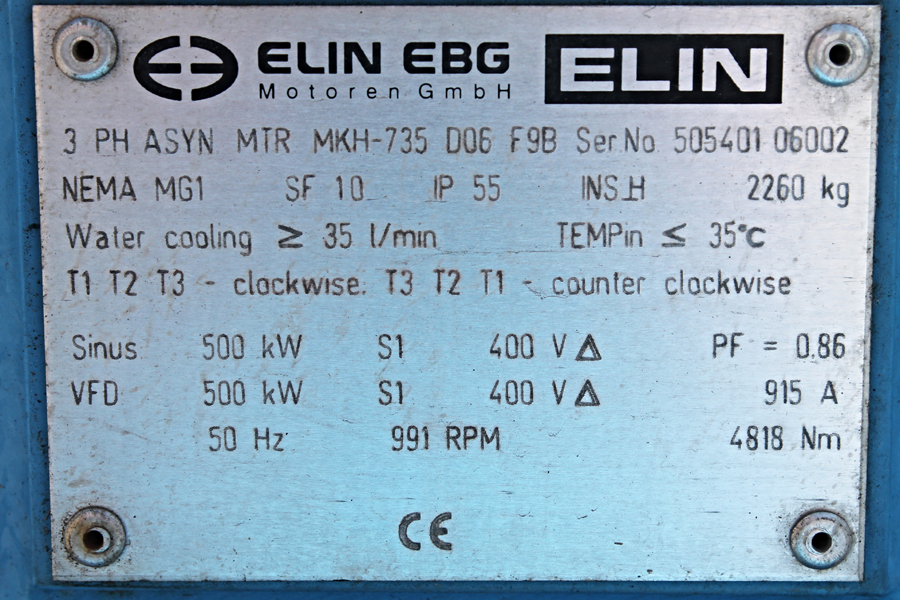 ELIN EBG ELIN
Motoren GmbH
3 PH ASYN MTR MKH-735 D06 F9B Ser.No 505401 06002
NEMA MG1 SF 10 IP 55 INS.H 2260 kg
Water cooling ≥ 35 l/min TEMPin ≤ 35°C
T1 T2 T3 - clockwise. T3 T2 T1 - counter clockwise
Sinus 500 kW S1 400 V Δ PF = 0.86
VFD 500 kW S1 400 V Δ 915 A
50 Hz 991 RPM 4818 Nm
CE